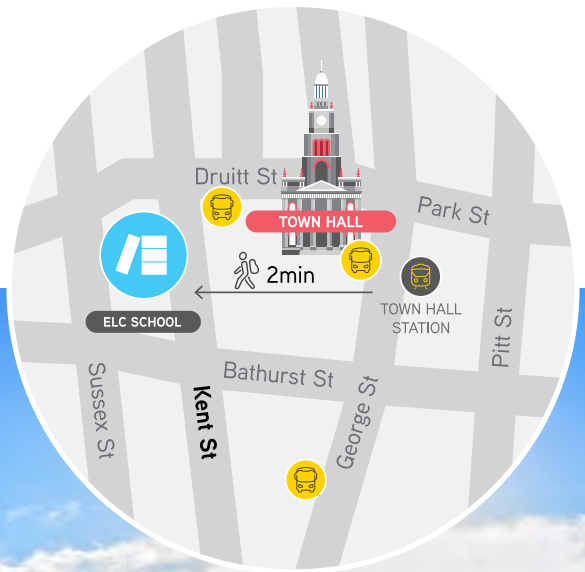 Druitt St
Park St
TOWN HALL
2min
TOWN HALL
STATION
ELC SCHOOL
Pitt St
Bathurst St
Sussex St
Kent St
George St